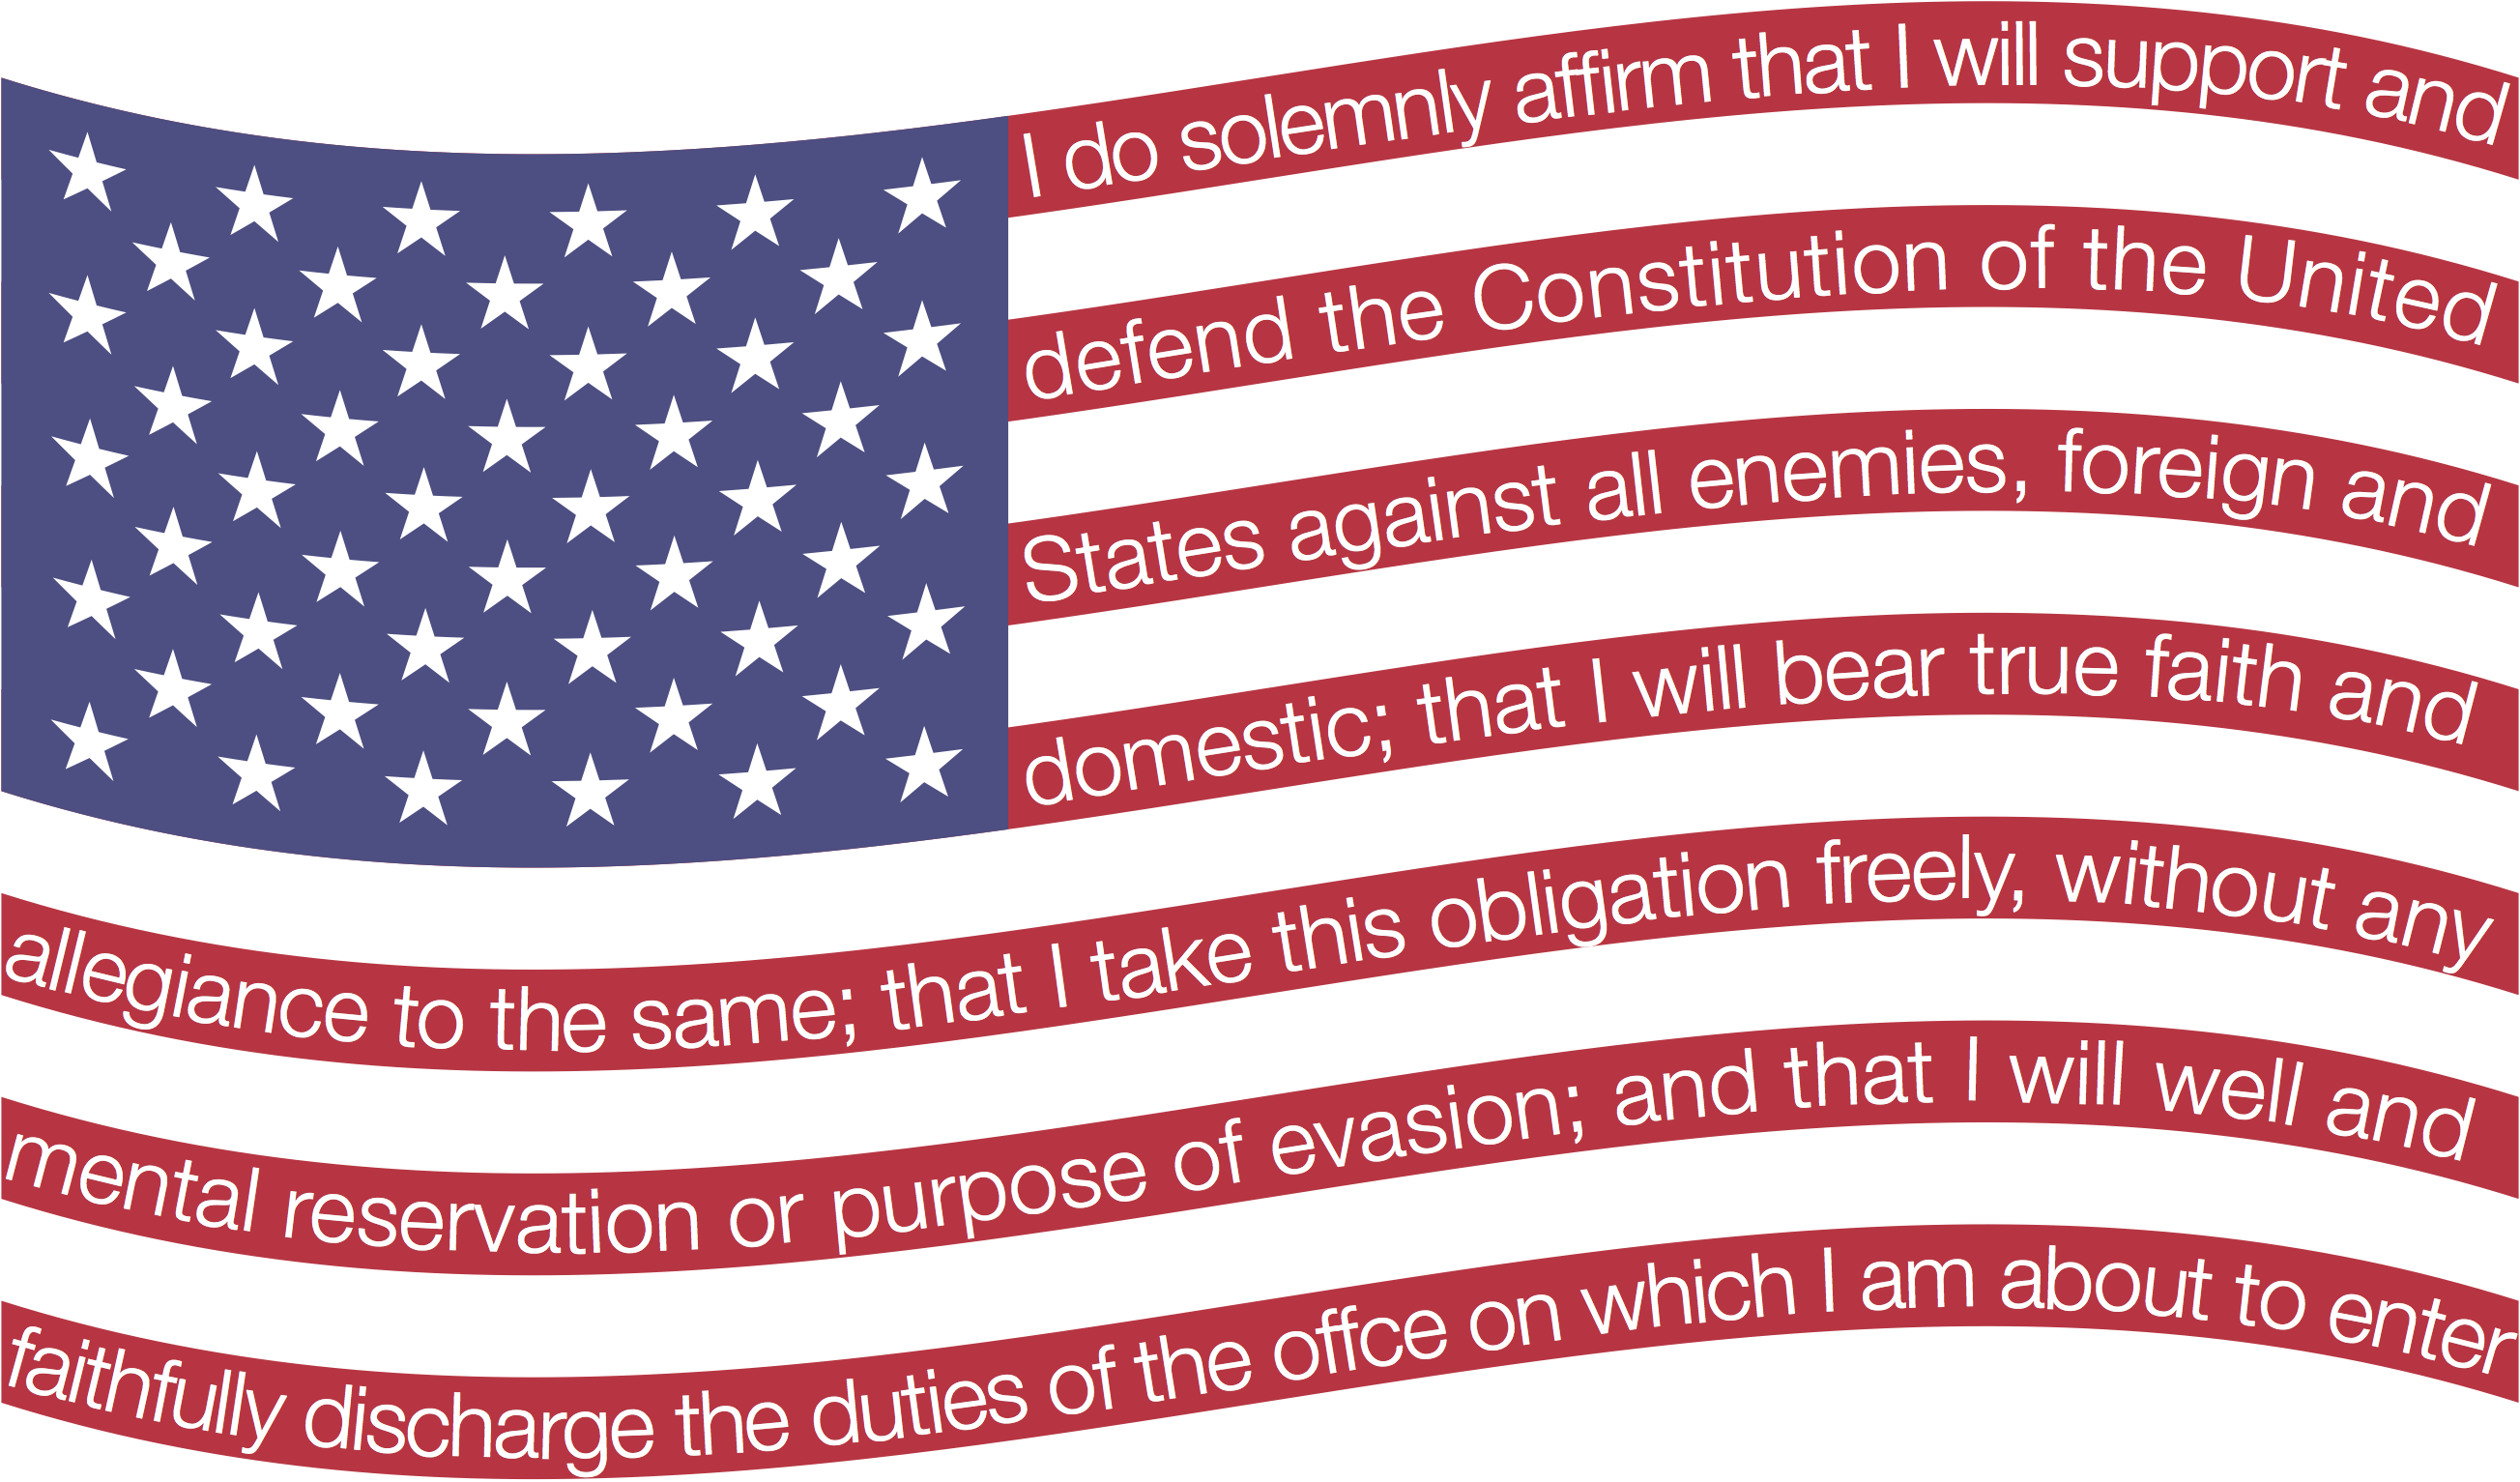 I do solemnly affirm that I will support and
defend the Constitution of the United
States against all enemies, foreign and
domestic; that I will bear true faith and
allegiance to the same; that I take this obligation freely, without any
mental reservation or purpose of evasion; and that I will well and
faithfully discharge the duties of the offce on which I am about to enter